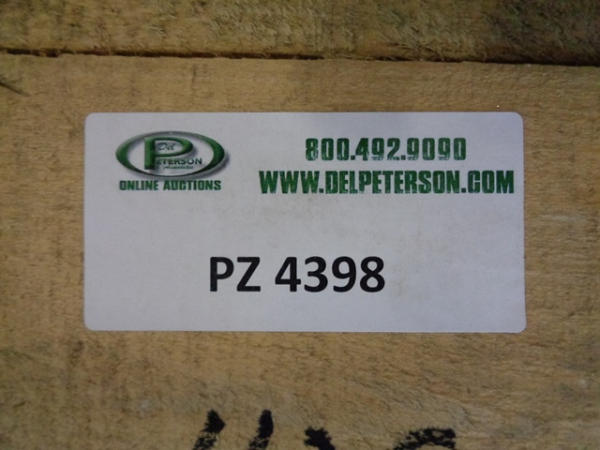 Del
PETERSON
ONLINE AUCTIONS
800.492.9090
WWW.DELPETERSON.COM
PZ 4398